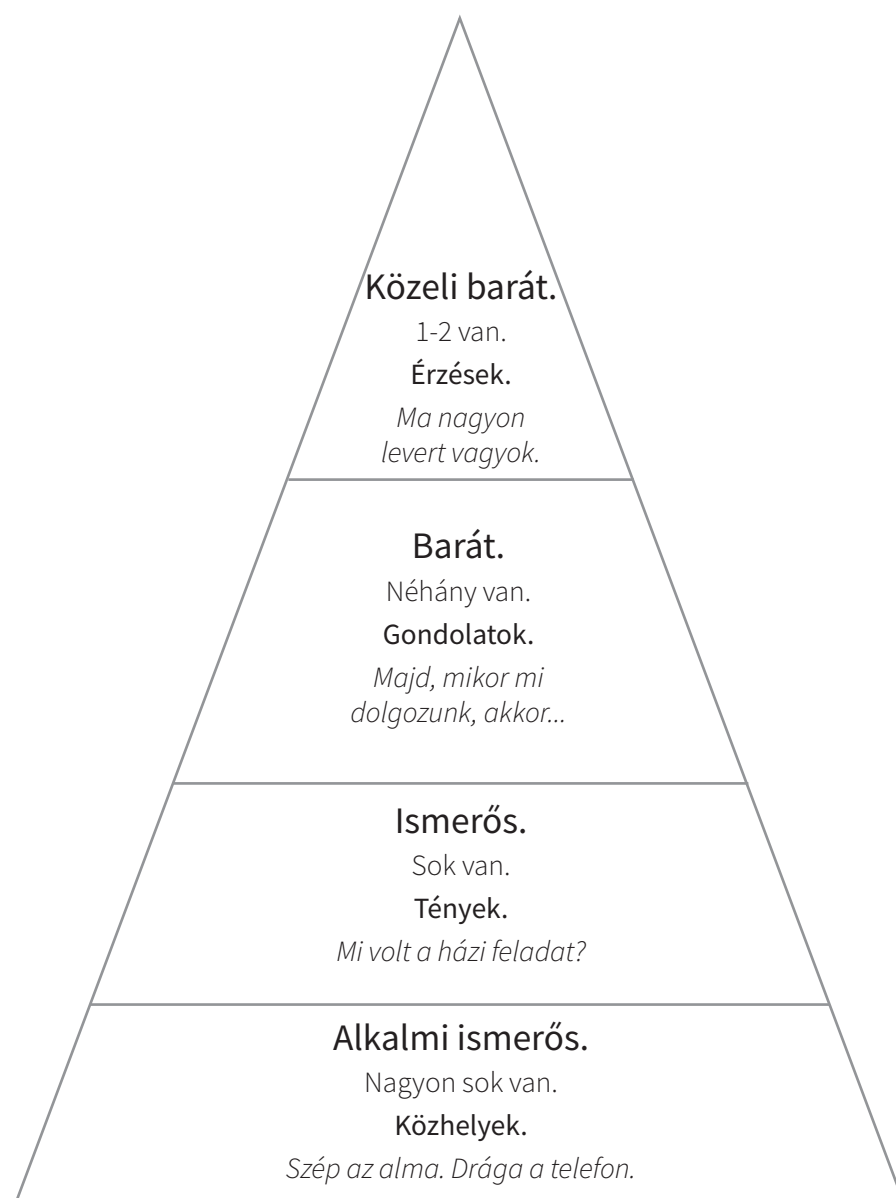 Közeli barát.
1-2 van.
Érzések.
Ma nagyon
levert vagyok.
Barát.
Néhány van.
Gondolatok.
Majd, mikor mi
dolgozunk, akkor...
Ismerős.
Sok van.
Tények.
Mi volt a házi feladat?
Alkalmi ismerős.
Nagyon sok van.
Közhelyek.
Szép az alma. Drága a telefon.